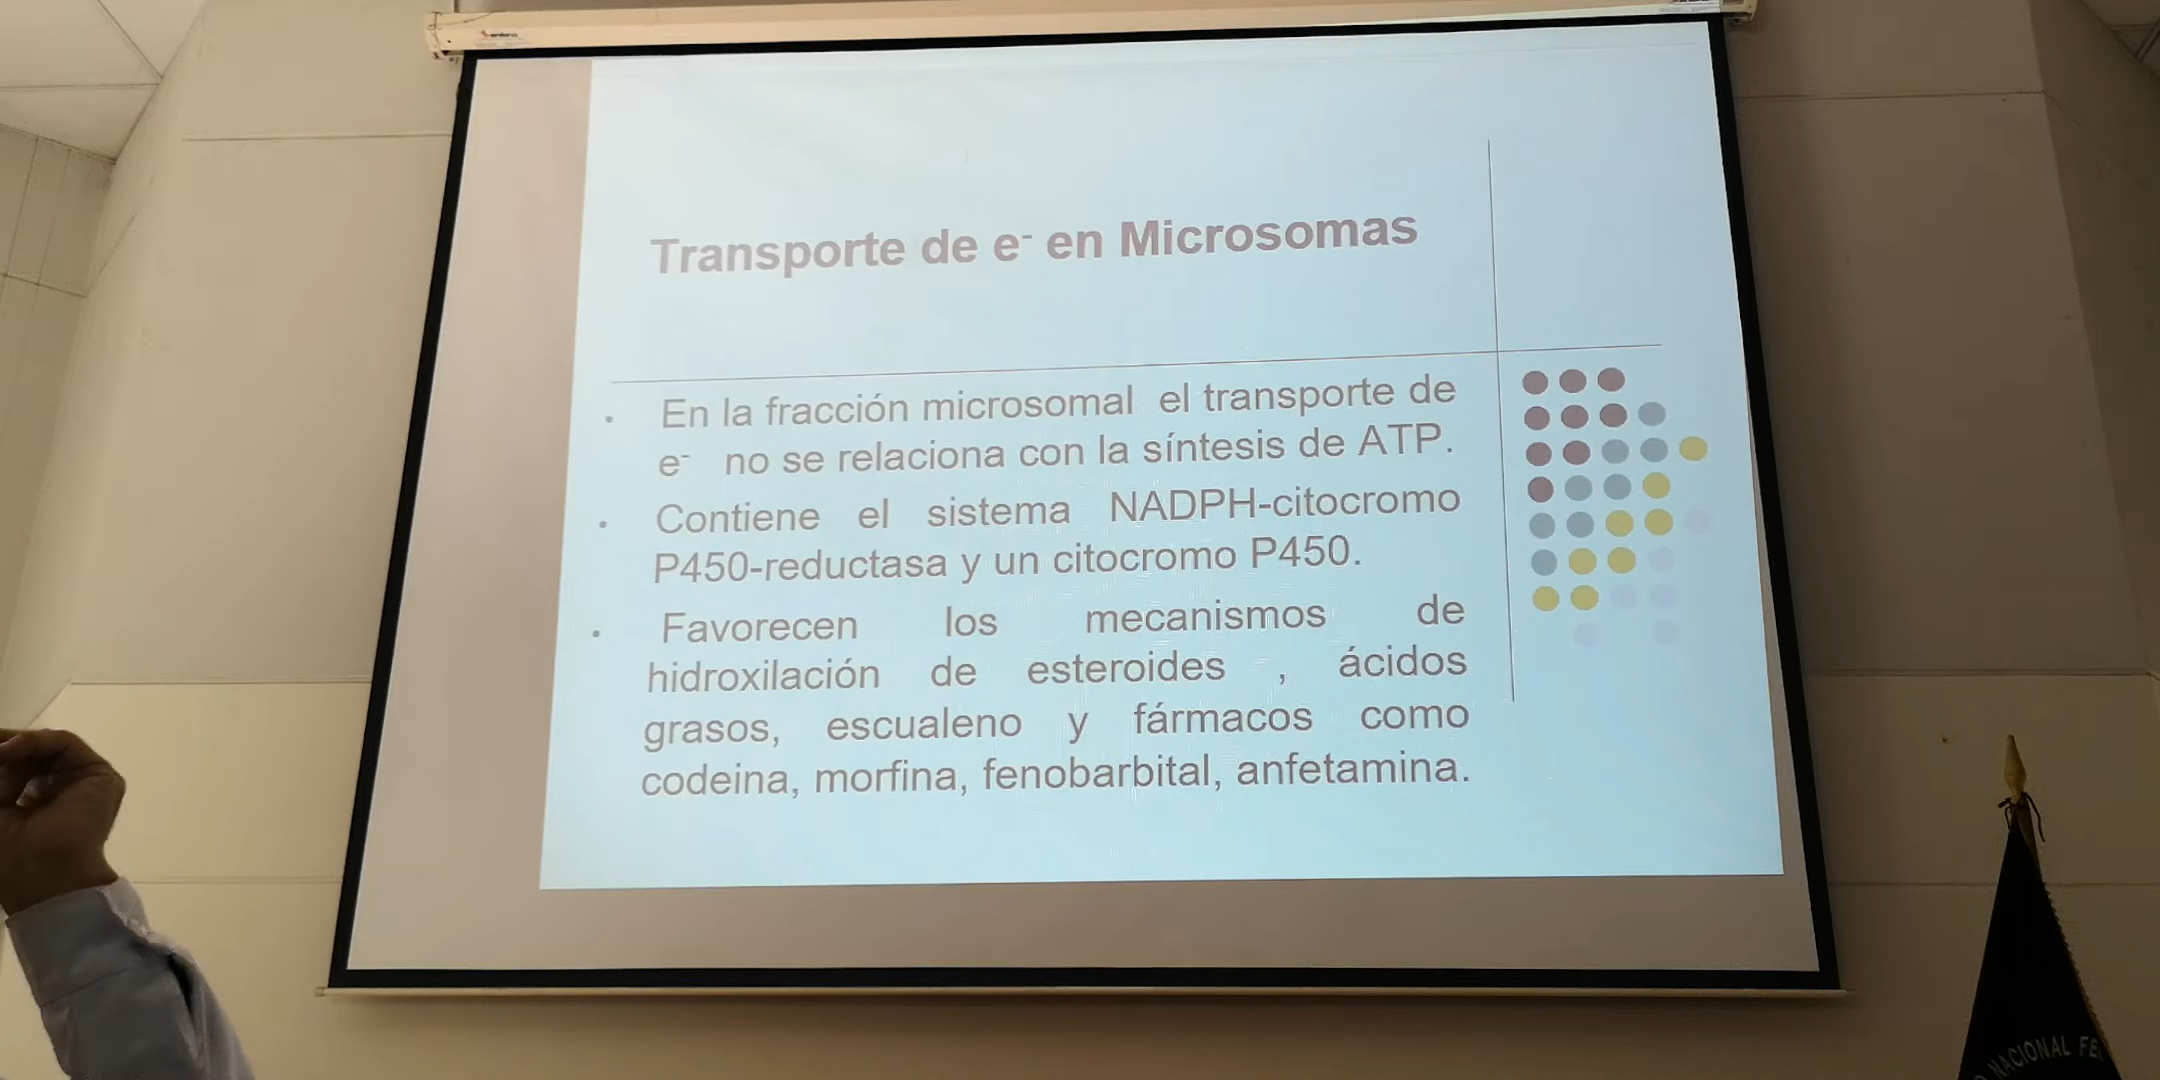 Transporte de e- en Microsomas
• En la fracción microsomal el transporte de
e- no se relaciona con la síntesis de ATP.
• Contiene el sistema NADPH-citocromo
P450-reductasa y un citocromo P450.
• Favorecen los mecanismos de
hidroxilación de esteroides , ácidos
grasos, escualeno y fármacos como
codeina, morfina, fenobarbital, anfetamina.
NACIONAL FE